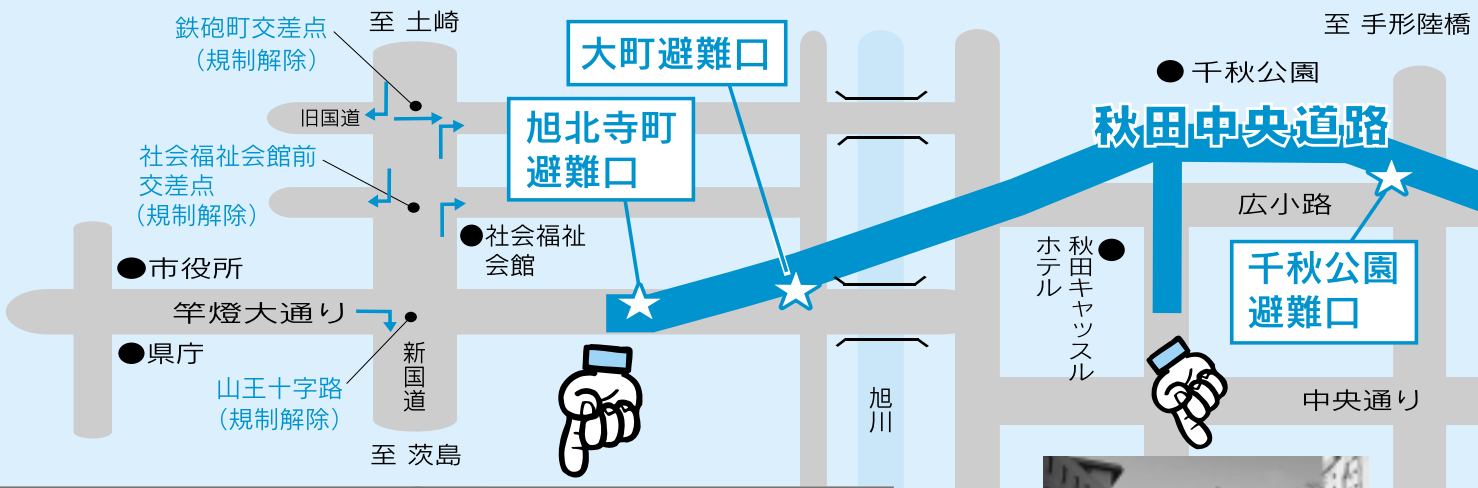 鉄砲町交差点
(規制解除)
至 土崎
大町避難口
至 手形陸橋
千秋公園
秋田中央道路
旧国道
旭北寺町
避難口
社会福祉会館前
交差点
(規制解除)
広小路
社会福祉
会館
秋田キャッスル
ホテル
千秋公園
避難口
市役所
竿燈大通り
県庁
新国道
山王十字路
(規制解除)
旭川
中央通り
至 茨島